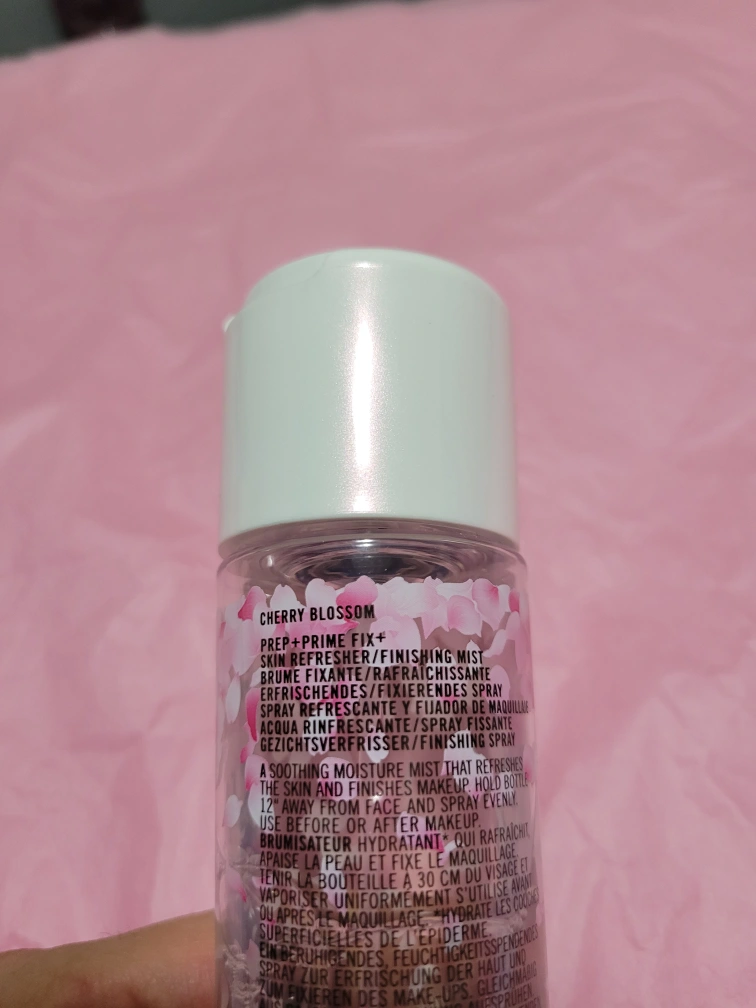 CHERRY BLOSSOM
PREP+PRIME FIX+
SKIN REFRESHER/FINISHING MIST
BRUME FIXANTE/RAFRAÎCHISSANTE
ERFRISCHENDES/FIXIERENDES SPRAY
SPRAY REFRESCANTE Y FIJADOR DE MAQUILLAJE
ACQUA RINFRESCANTE/SPRAY FISSANTE
GEZICHTSVERFRISSER/FINISHING SPRAY
A SOOTHING MOISTURE MIST THAT REFRESHES
THE SKIN AND FINISHES MAKEUP. HOLD BOTTLE
12" AWAY FROM FACE AND SPRAY EVENLY.
USE BEFORE OR AFTER MAKEUP.
BRUMISATEUR HYDRATANT* QUI RAFRAÎCHIT,
APAISE LA PEAU ET FIXE LE MAQUILLAGE.
TENIR LA BOUTEILLE À 30 CM DU VISAGE ET
VAPORISER UNIFORMÉMENT S'UTILISE AVANT
OU APRÈS LE MAQUILLAGE. *HYDRATE LES COUCHES
SUPERFICIELLES DE L'ÉPIDERME.
EIN BERUHIGENDES, FEUCHTIGKEITSSPENDENDES
SPRAY ZUR ERFRISCHUNG DER HAUT UND
ZUM FIXIEREN DES MAKE-UPS. GLEICHMÄßIG